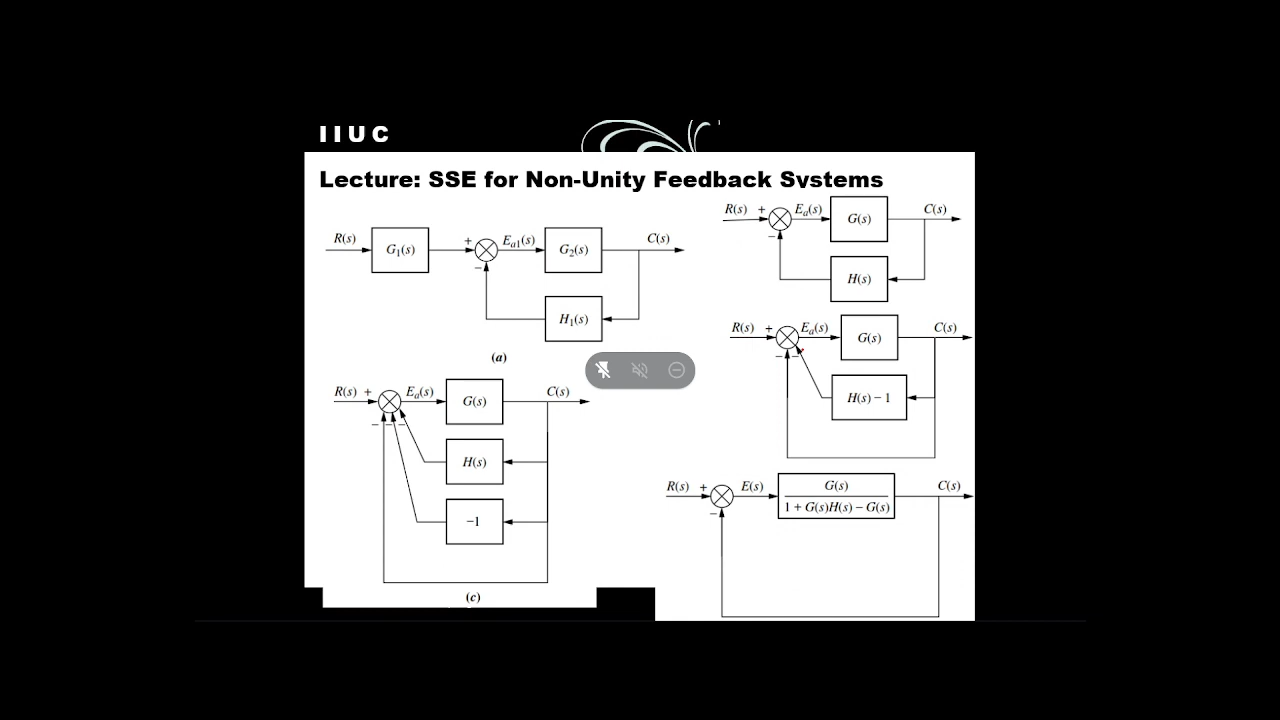 IIUC
Lecture: SSE for Non-Unity Feedback Systems
R(s) G₁(s) + − Eₐ₁(s) G₂(s) C(s)
H₁(s)
(a)
R(s) + − Eₐ(s) G(s) C(s)
H(s)
R(s) + − − Eₐ(s) G(s) C(s)
H(s) − 1
R(s) + − − − Eₐ(s) G(s) C(s)
H(s)
−1
(c)
R(s) + − E(s) G(s) C(s)
1 + G(s)H(s) − G(s)